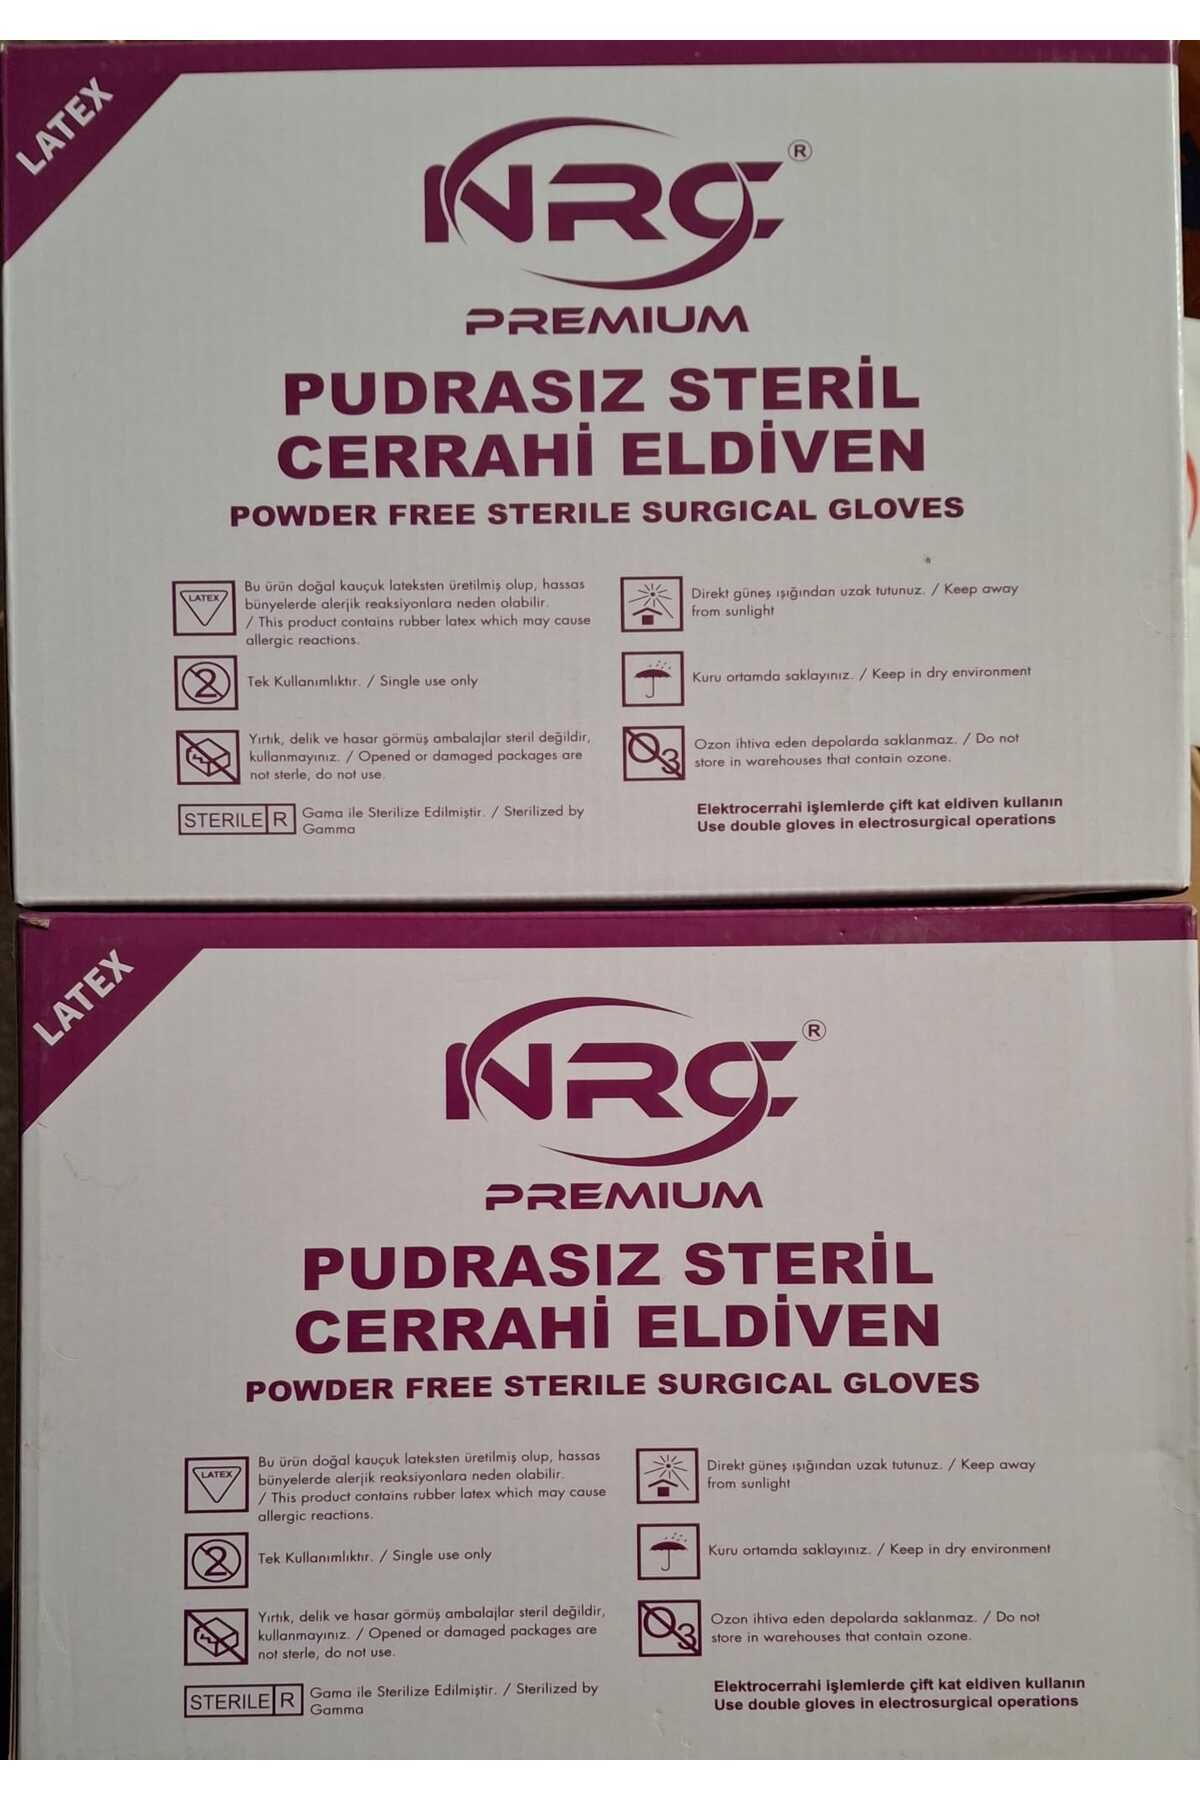 LATEX
NRC®
PREMIUM
PUDRASIZ STERİL
CERRAHİ ELDİVEN
POWDER FREE STERILE SURGICAL GLOVES
LATEX
Bu ürün doğal kauçuk lateksten üretilmiş olup, hassas
bünyelerde alerjik reaksiyonlara neden olabilir.
/ This product contains rubber latex which may cause
allergic reactions.
2
Tek Kullanımlıktır. / Single use only
Yırtık, delik ve hasar görmüş ambalajlar steril değildir,
kullanmayınız. / Opened or damaged packages are
not sterle, do not use.
STERILE R
Gama ile Sterilize Edilmiştir. / Sterilized by
Gamma
Direkt güneş ışığından uzak tutunuz. / Keep away
from sunlight
Kuru ortamda saklayınız. / Keep in dry environment
O3
Ozon ihtiva eden depolarda saklanmaz. / Do not
store in warehouses that contain ozone.
Elektrocerrahi işlemlerde çift kat eldiven kullanın
Use double gloves in electrosurgical operations
LATEX
NRC®
PREMIUM
PUDRASIZ STERİL
CERRAHİ ELDİVEN
POWDER FREE STERILE SURGICAL GLOVES
LATEX
Bu ürün doğal kauçuk lateksten üretilmiş olup, hassas
bünyelerde alerjik reaksiyonlara neden olabilir.
/ This product contains rubber latex which may cause
allergic reactions.
2
Tek Kullanımlıktır. / Single use only
Yırtık, delik ve hasar görmüş ambalajlar steril değildir,
kullanmayınız. / Opened or damaged packages are
not sterle, do not use.
STERILE R
Gama ile Sterilize Edilmiştir. / Sterilized by
Gamma
Direkt güneş ışığından uzak tutunuz. / Keep away
from sunlight
Kuru ortamda saklayınız. / Keep in dry environment
O3
Ozon ihtiva eden depolarda saklanmaz. / Do not
store in warehouses that contain ozone.
Elektrocerrahi işlemlerde çift kat eldiven kullanın
Use double gloves in electrosurgical operations